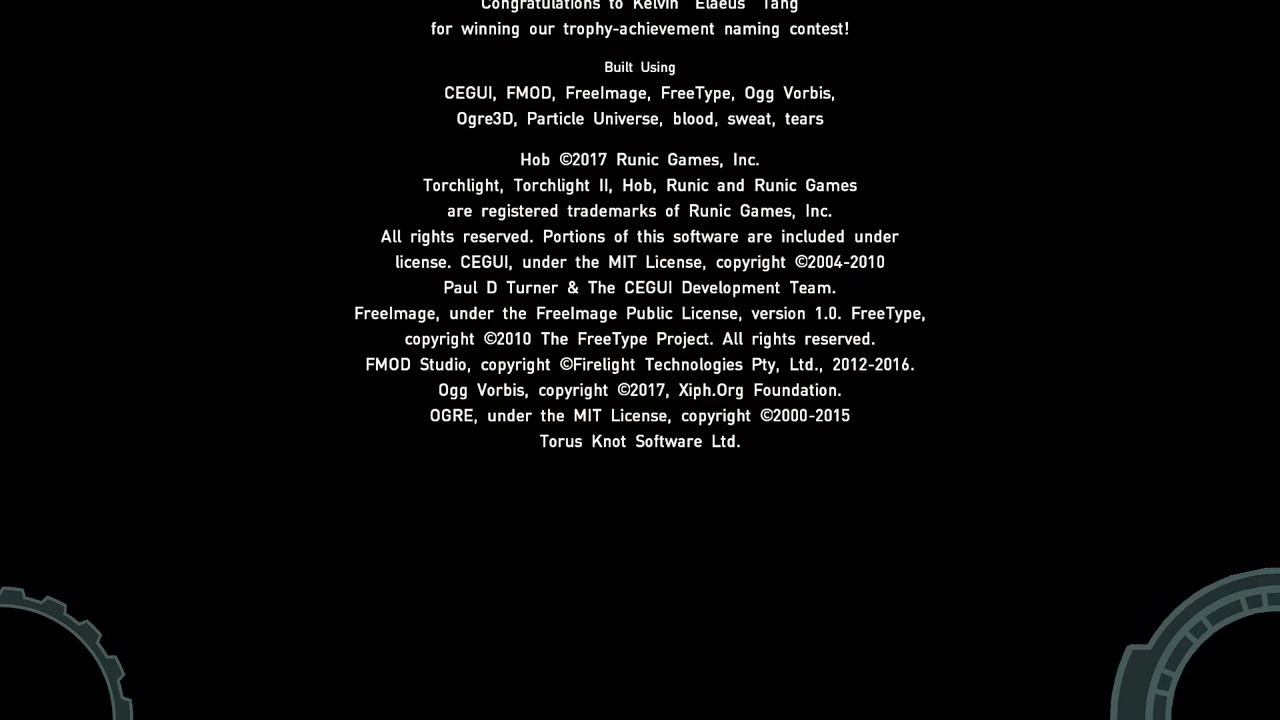 Congratulations to Kelvin "Elaeus" Tang
for winning our trophy-achievement naming contest!
Built Using
CEGUI, FMOD, FreeImage, FreeType, Ogg Vorbis,
Ogre3D, Particle Universe, blood, sweat, tears
Hob ©2017 Runic Games, Inc.
Torchlight, Torchlight II, Hob, Runic and Runic Games
are registered trademarks of Runic Games, Inc.
All rights reserved. Portions of this software are included under
license. CEGUI, under the MIT License, copyright ©2004-2010
Paul D Turner & The CEGUI Development Team.
FreeImage, under the FreeImage Public License, version 1.0. FreeType,
copyright ©2010 The FreeType Project. All rights reserved.
FMOD Studio, copyright ©Firelight Technologies Pty, Ltd., 2012-2016.
Ogg Vorbis, copyright ©2017, Xiph.Org Foundation.
OGRE, under the MIT License, copyright ©2000-2015
Torus Knot Software Ltd.